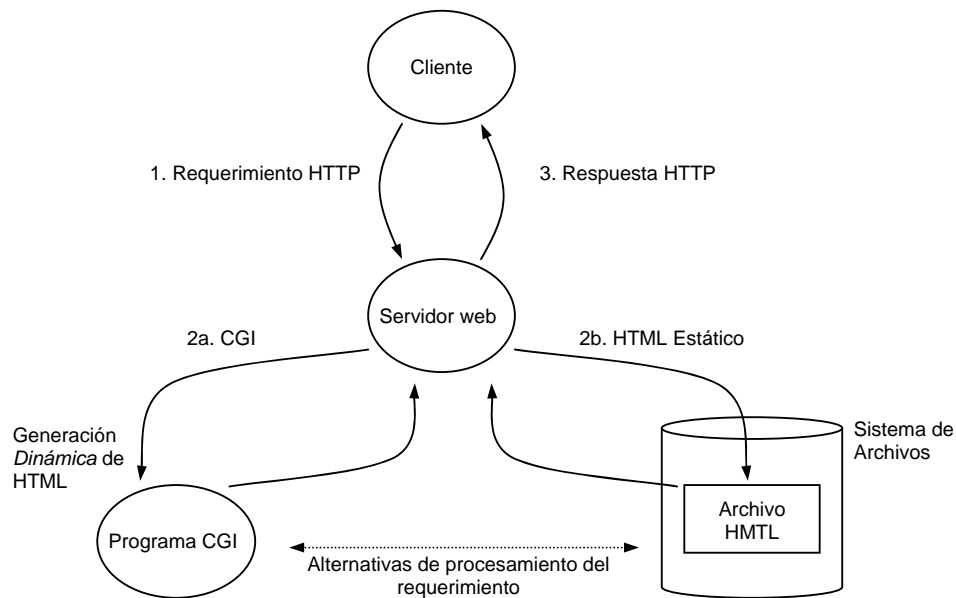 Cliente
1. Requerimiento HTTP
3. Respuesta HTTP
Servidor web
2a. CGI
2b. HTML Estático
Generación
Dinámica de
HTML
Sistema de
Archivos
Archivo
HMTL
Programa CGI
Alternativas de procesamiento del
requerimiento